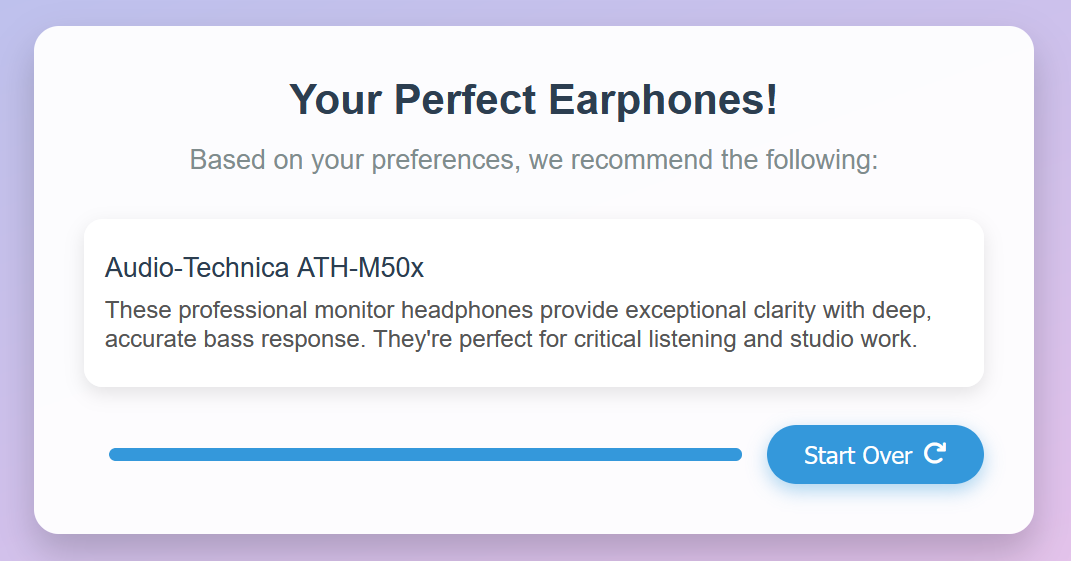 Your Perfect Earphones!
Based on your preferences, we recommend the following:
Audio-Technica ATH-M50x
These professional monitor headphones provide exceptional clarity with deep,
accurate bass response. They're perfect for critical listening and studio work.
Start Over